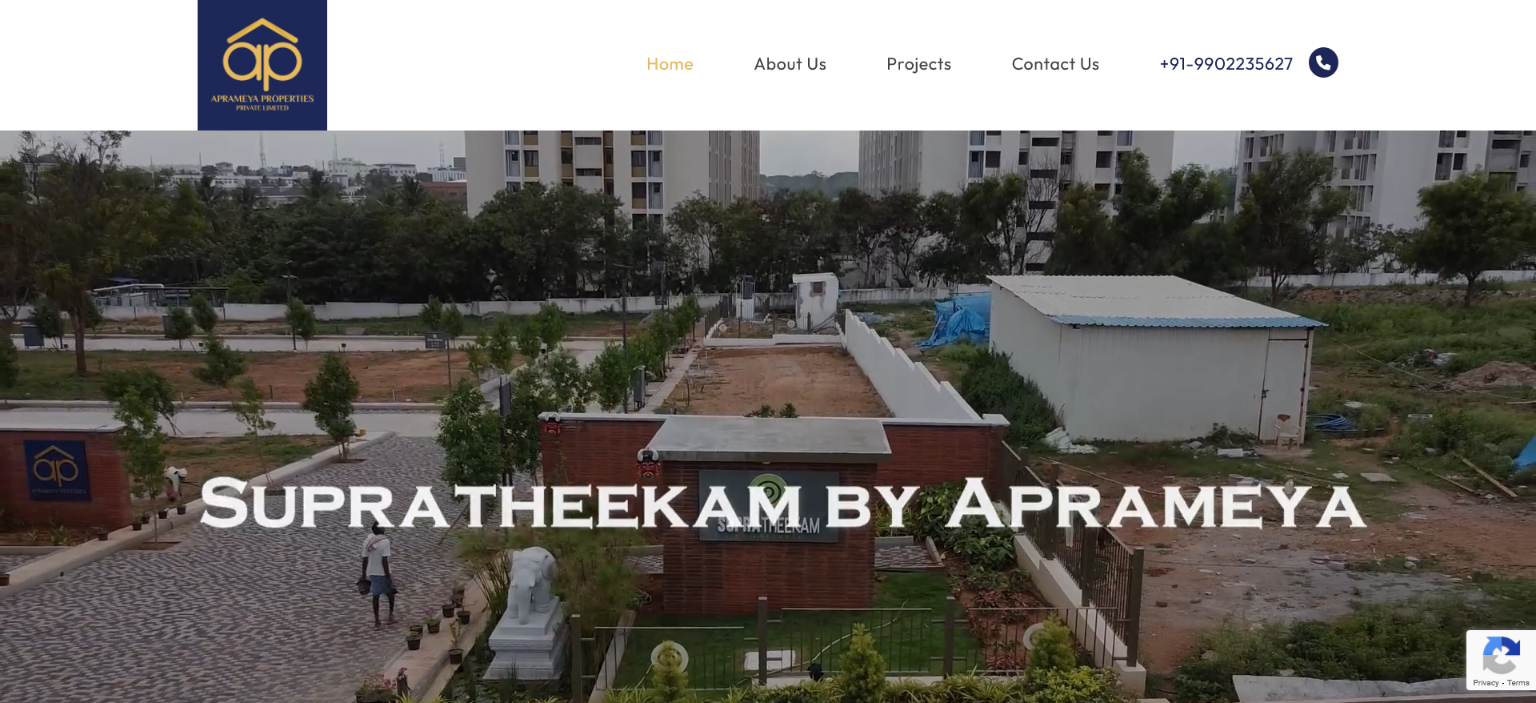 ap
APRAMEYA PROPERTIES
PRIVATE LIMITED
Home
About Us
Projects
Contact Us
+91-9902235627
ap
SUPRATHEEKAM BY APRAMEYA
SUPRATHEEKAM
Privacy - Terms